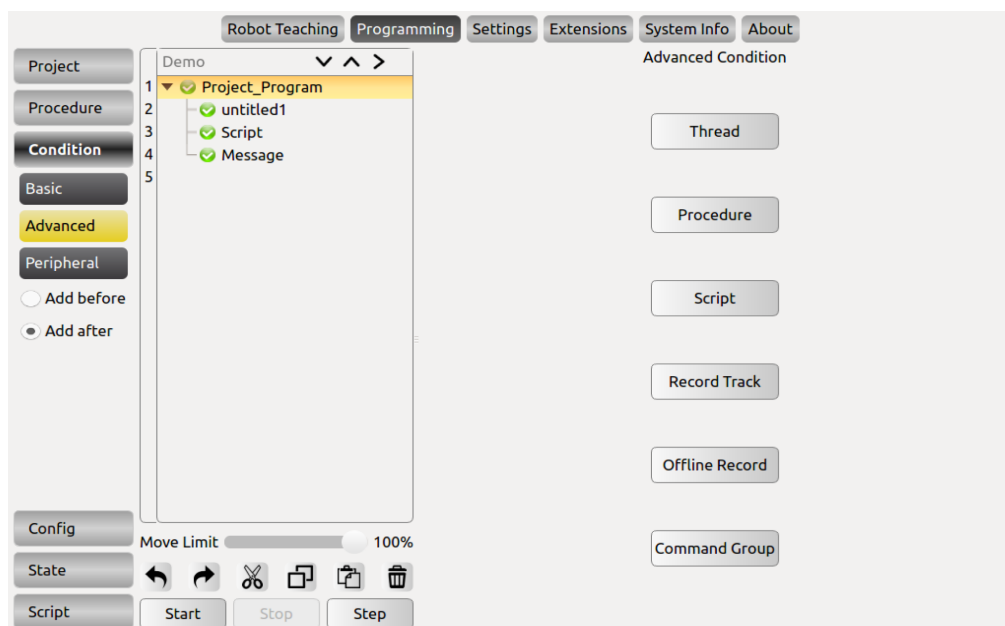 Robot Teaching Programming Settings Extensions System Info About
Project
Procedure
Condition
Basic
Advanced
Peripheral
Add before
Add after
Config
State
Script
Demo
1 Project_Program
2 untitled1
3 Script
4 Message
5
Move Limit 100%
Start Stop Step
Advanced Condition
Thread
Procedure
Script
Record Track
Offline Record
Command Group